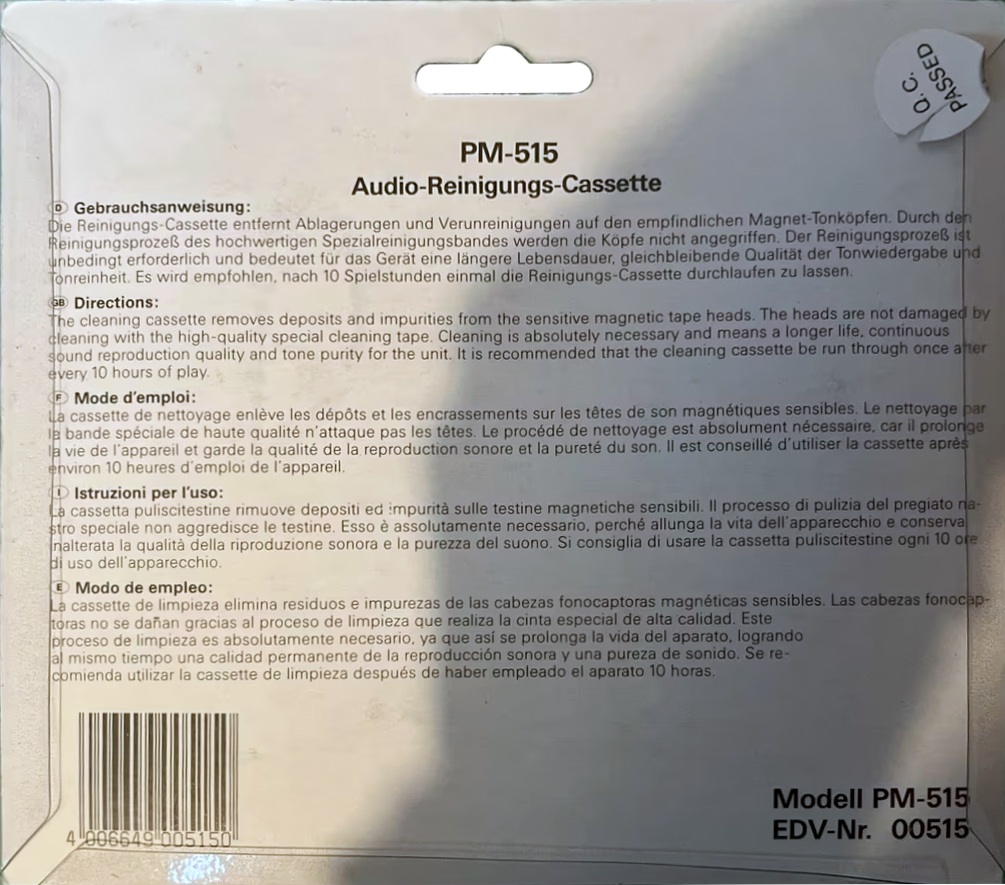 Q.C.
PASSED
PM-515
Audio-Reinigungs-Cassette
D Gebrauchsanweisung:
Die Reinigungs-Cassette entfernt Ablagerungen und Verunreinigungen auf den empfindlichen Magnet-Tonköpfen. Durch den
Reinigungsprozeß des hochwertigen Spezialreinigungsbandes werden die Köpfe nicht angegriffen. Der Reinigungsprozeß ist
unbedingt erforderlich und bedeutet für das Gerät eine längere Lebensdauer, gleichbleibende Qualität der Tonwiedergabe und
Tonreinheit. Es wird empfohlen, nach 10 Spielstunden einmal die Reinigungs-Cassette durchlaufen zu lassen.
GB Directions:
The cleaning cassette removes deposits and impurities from the sensitive magnetic tape heads. The heads are not damaged by
cleaning with the high-quality special cleaning tape. Cleaning is absolutely necessary and means a longer life, continuous
sound reproduction quality and tone purity for the unit. It is recommended that the cleaning cassette be run through once after
every 10 hours of play.
F Mode d'emploi:
La cassette de nettoyage enlève les dépôts et les encrassements sur les têtes de son magnétiques sensibles. Le nettoyage par
la bande spéciale de haute qualité n'attaque pas les têtes. Le procédé de nettoyage est absolument nécessaire, car il prolonge
la vie de l'appareil et garde la qualité de la reproduction sonore et la pureté du son. Il est conseillé d'utiliser la cassette après
environ 10 heures d'emploi de l'appareil.
I Istruzioni per l'uso:
La cassetta puliscitestine rimuove depositi ed impurità sulle testine magnetiche sensibili. Il processo di pulizia del pregiato na-
stro speciale non aggredisce le testine. Esso è assolutamente necessario, perché allunga la vita dell'apparecchio e conserva
inalterata la qualità della riproduzione sonora e la purezza del suono. Si consiglia di usare la cassetta puliscitestine ogni 10 ore
di uso dell'apparecchio.
E Modo de empleo:
La cassette de limpieza elimina residuos e impurezas de las cabezas fonocaptoras magnéticas sensibles. Las cabezas fonocap-
toras no se dañan gracias al proceso de limpieza que realiza la cinta especial de alta calidad. Este
proceso de limpieza es absolutamente necesario, ya que así se prolonga la vida del aparato, logrando
al mismo tiempo una calidad permanente de la reproducción sonora y una pureza de sonido. Se re-
comienda utilizar la cassette de limpieza después de haber empleado el aparato 10 horas.
4 006649 005150
Modell PM-515
EDV-Nr. 00515